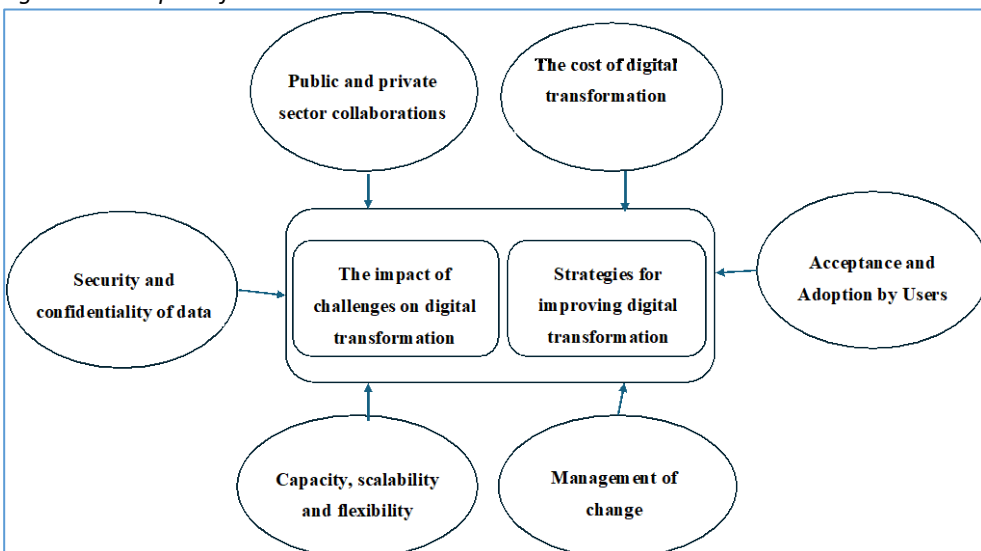 Public and private
sector collaborations
The cost of digital
transformation
Security and
confidentiality of data
The impact of
challenges on digital
transformation
Strategies for
improving digital
transformation
Acceptance and
Adoption by Users
Capacity, scalability
and flexibility
Management of
change